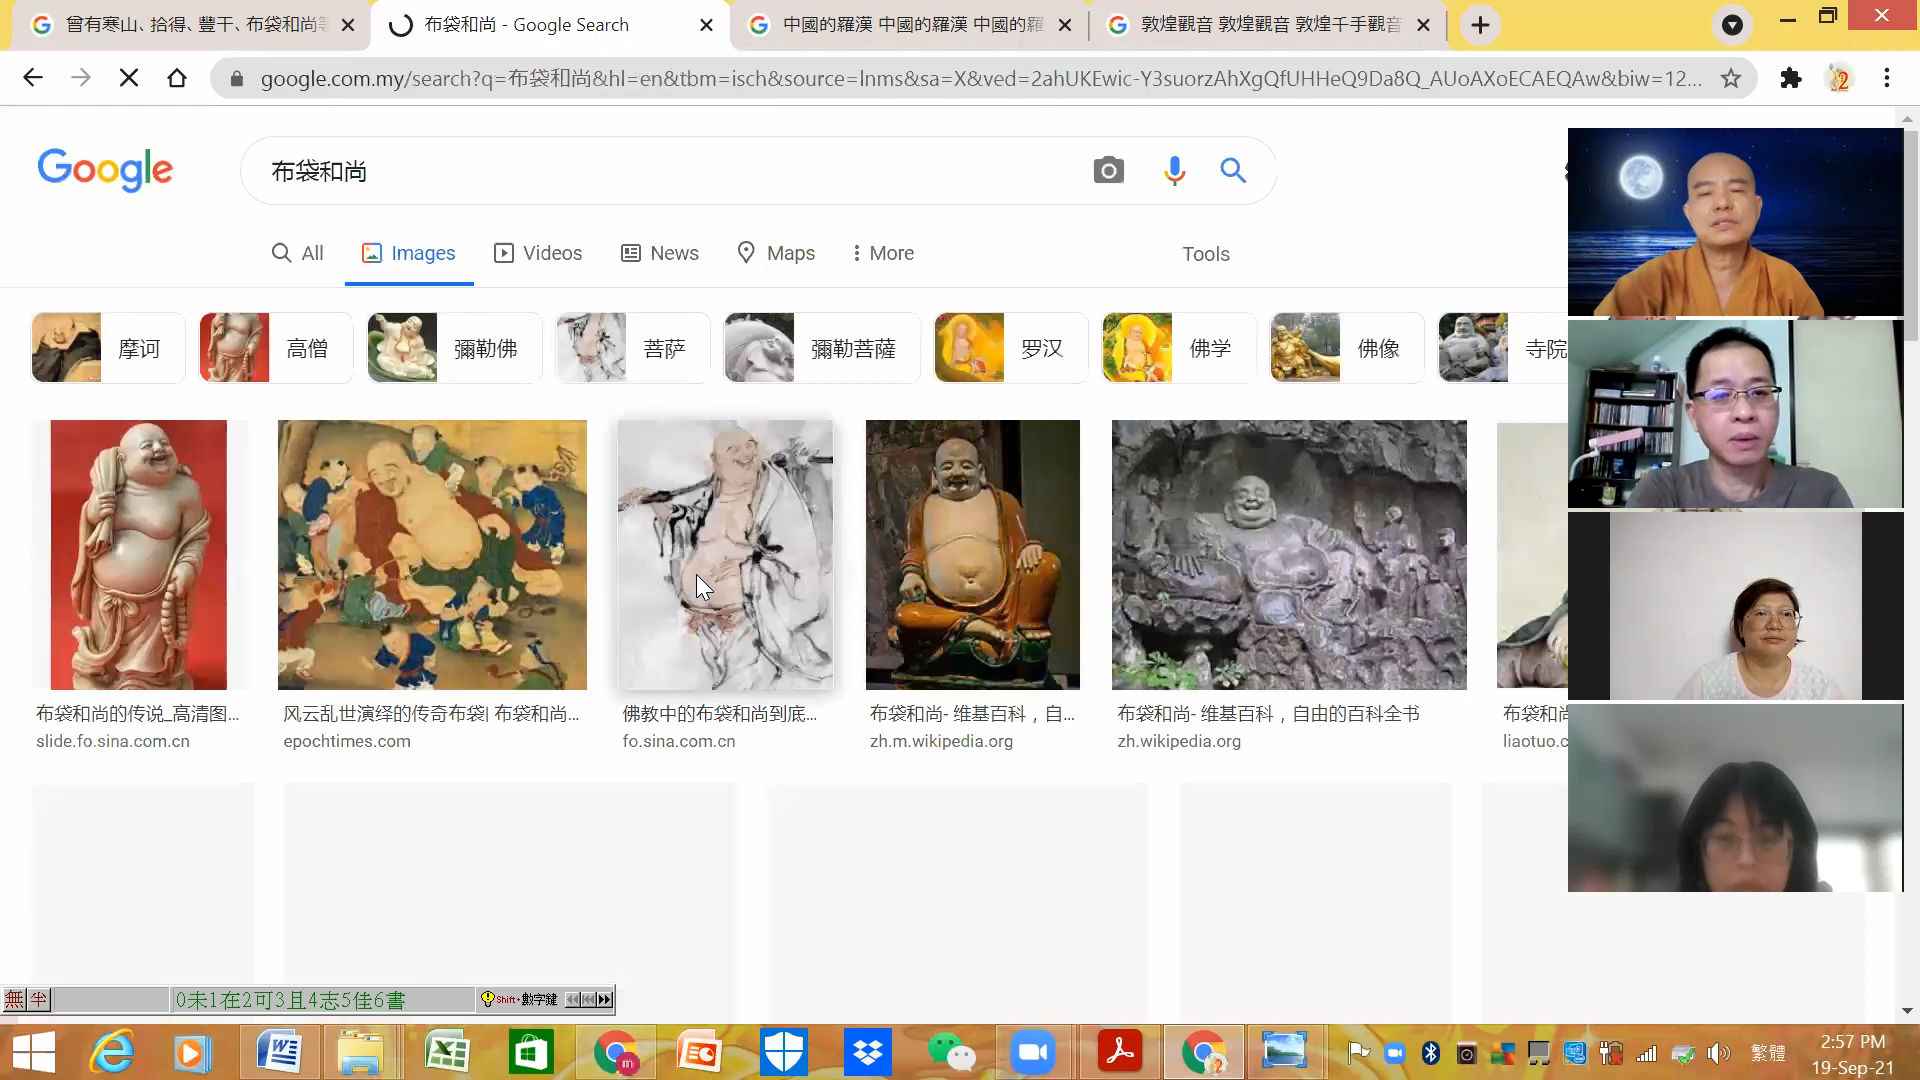 曾有寒山、拾得、豐干、布袋和尚等
布袋和尚 - Google Search
中國的羅漢 中國的羅漢 中國的羅
敦煌觀音 敦煌觀音 敦煌千手觀音
google.com.my/search?q=布袋和尚&hl=en&tbm=isch&source=lnms&sa=X&ved=2ahUKEwic-Y3suorzAhXgQfUHHeQ9Da8Q_AUoAXoECAEQAw&biw=12...
Google
布袋和尚
All
Images
Videos
News
Maps
More
Tools
摩诃
高僧
彌勒佛
菩萨
彌勒菩薩
罗汉
佛学
佛像
寺院
布袋和尚的传说_高清图...
slide.fo.sina.com.cn
风云乱世演绎的传奇布袋| 布袋和尚...
epochtimes.com
佛教中的布袋和尚到底...
fo.sina.com.cn
布袋和尚- 维基百科，自...
zh.m.wikipedia.org
布袋和尚- 维基百科，自由的百科全书
zh.wikipedia.org
布袋和尚
liaotuo.c
無 半
0未1在2可3且4志5佳6書
Shift+數字鍵
繁體
2:57 PM
19-Sep-21